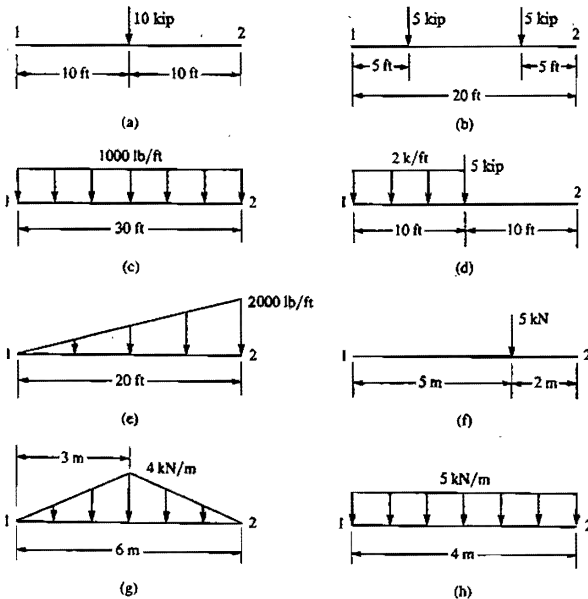 10 kip
1 2
10 ft 10 ft
(a)
5 kip 5 kip
1 2
5 ft 5 ft
20 ft
(b)
1000 lb/ft
1 2
30 ft
(c)
2 k/ft 5 kip
1 2
10 ft 10 ft
(d)
2000 lb/ft
1 2
20 ft
(e)
5 kN
1 2
5 m 2 m
(f)
3 m 4 kN/m
1 2
6 m
(g)
5 kN/m
1 2
4 m
(h)